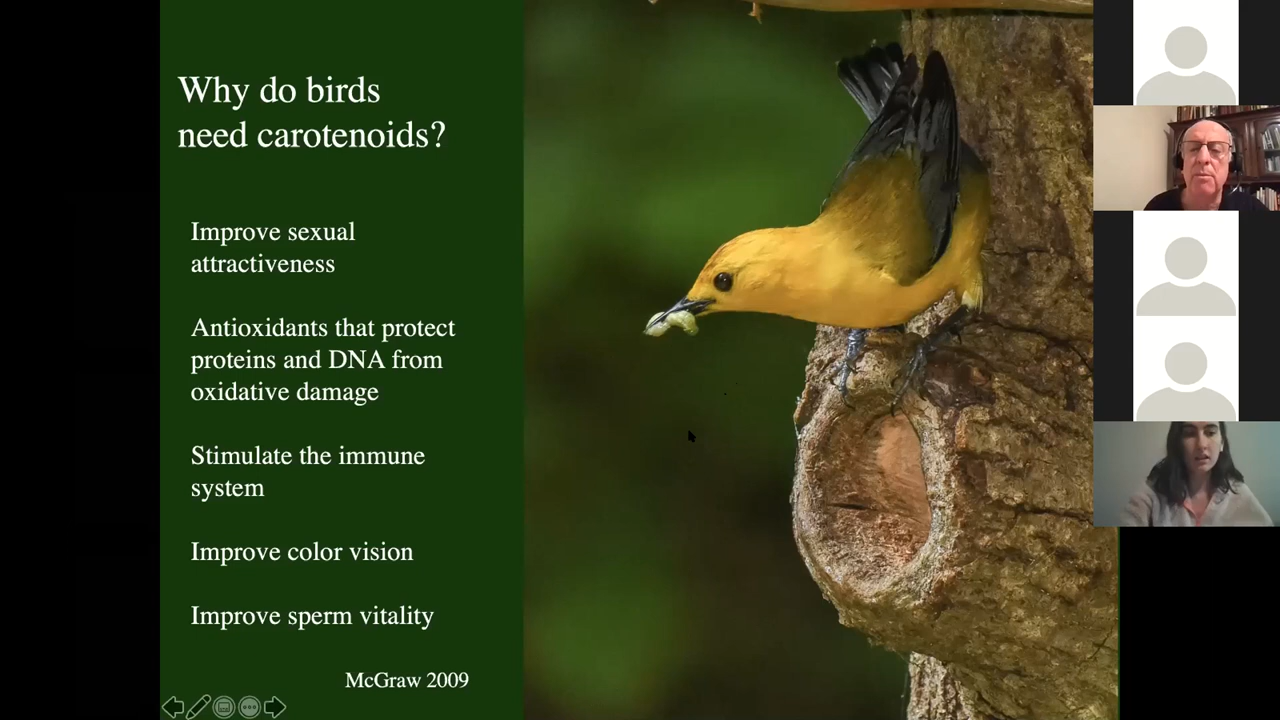 Why do birds
need carotenoids?
Improve sexual
attractiveness
Antioxidants that protect
proteins and DNA from
oxidative damage
Stimulate the immune
system
Improve color vision
Improve sperm vitality
McGraw 2009